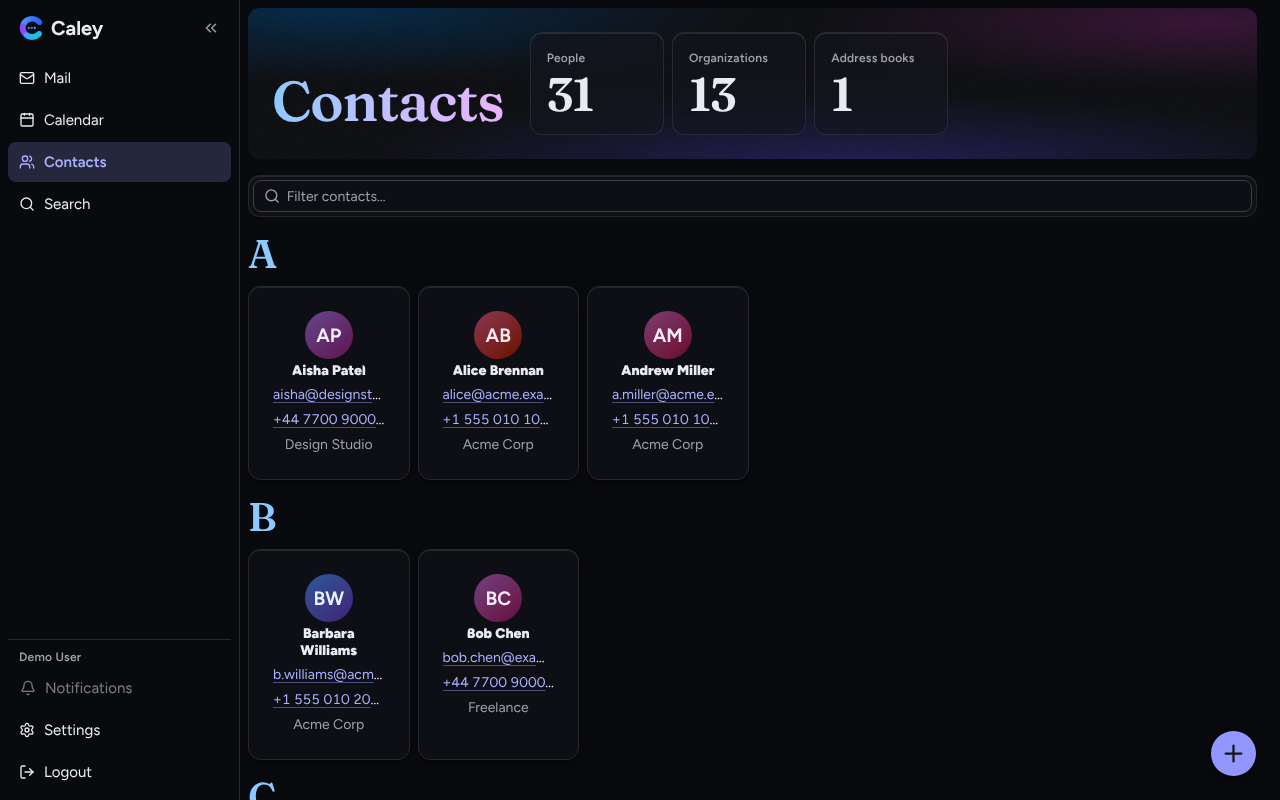 Caley
Mail
Calendar
Contacts
Search
Demo User
Notifications
Settings
Logout
Contacts
People
31
Organizations
13
Address books
1
Filter contacts...
A
AP
Aisha Patel
aisha@designst...
+44 7700 9000...
Design Studio
AB
Alice Brennan
alice@acme.exa...
+1 555 010 10...
Acme Corp
AM
Andrew Miller
a.miller@acme.e...
+1 555 010 10...
Acme Corp
B
BW
Barbara
Williams
b.williams@acm...
+1 555 010 20...
Acme Corp
BC
Bob Chen
bob.chen@exa...
+44 7700 9000...
Freelance
C